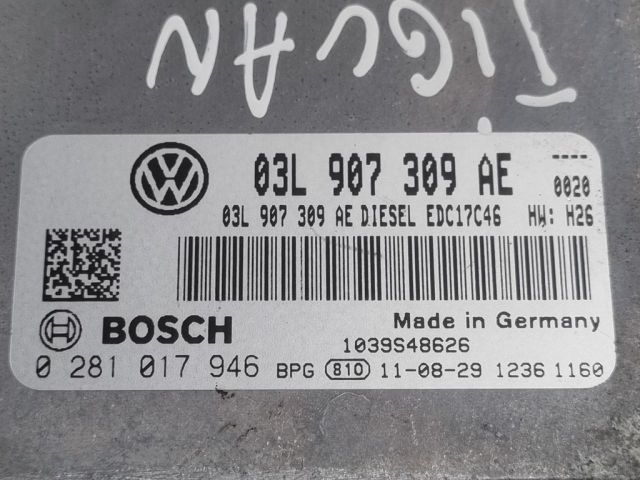 TIGUAN
03L 907 309 AE ----
0020
03L 907 309 AE DIESEL EDC17C46 HW: H26
BOSCH
Made in Germany
1039S48626
0 281 017 946 BPG 810 11-08-29 1236 1160